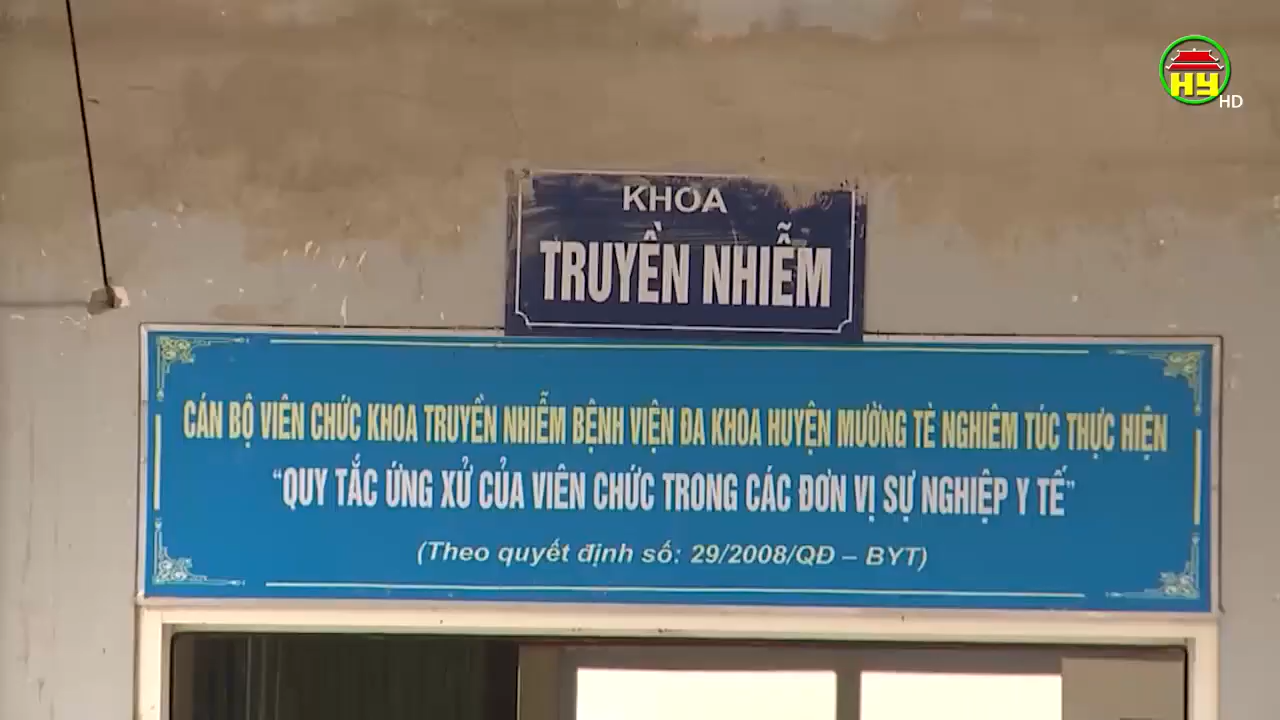 HY
HD
KHOA
TRUYỀN NHIỄM
CÁN BỘ VIÊN CHỨC KHOA TRUYỀN NHIỄM BỆNH VIỆN ĐA KHOA HUYỆN MƯỜNG TÈ NGHIÊM TÚC THỰC HIỆN
“QUY TẮC ỨNG XỬ CỦA VIÊN CHỨC TRONG CÁC ĐƠN VỊ SỰ NGHIỆP Y TẾ”
(Theo quyết định số: 29/2008/QĐ – BYT)